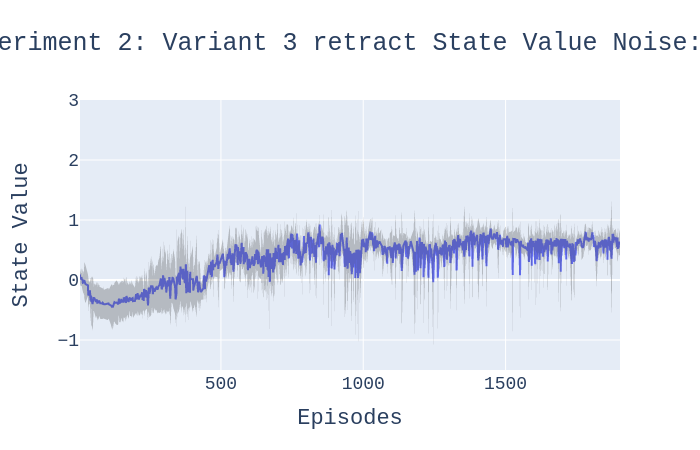 eriment 2: Variant 3 retract State Value Noise:
3
2
1
0
−1
State Value
500
1000
1500
Episodes